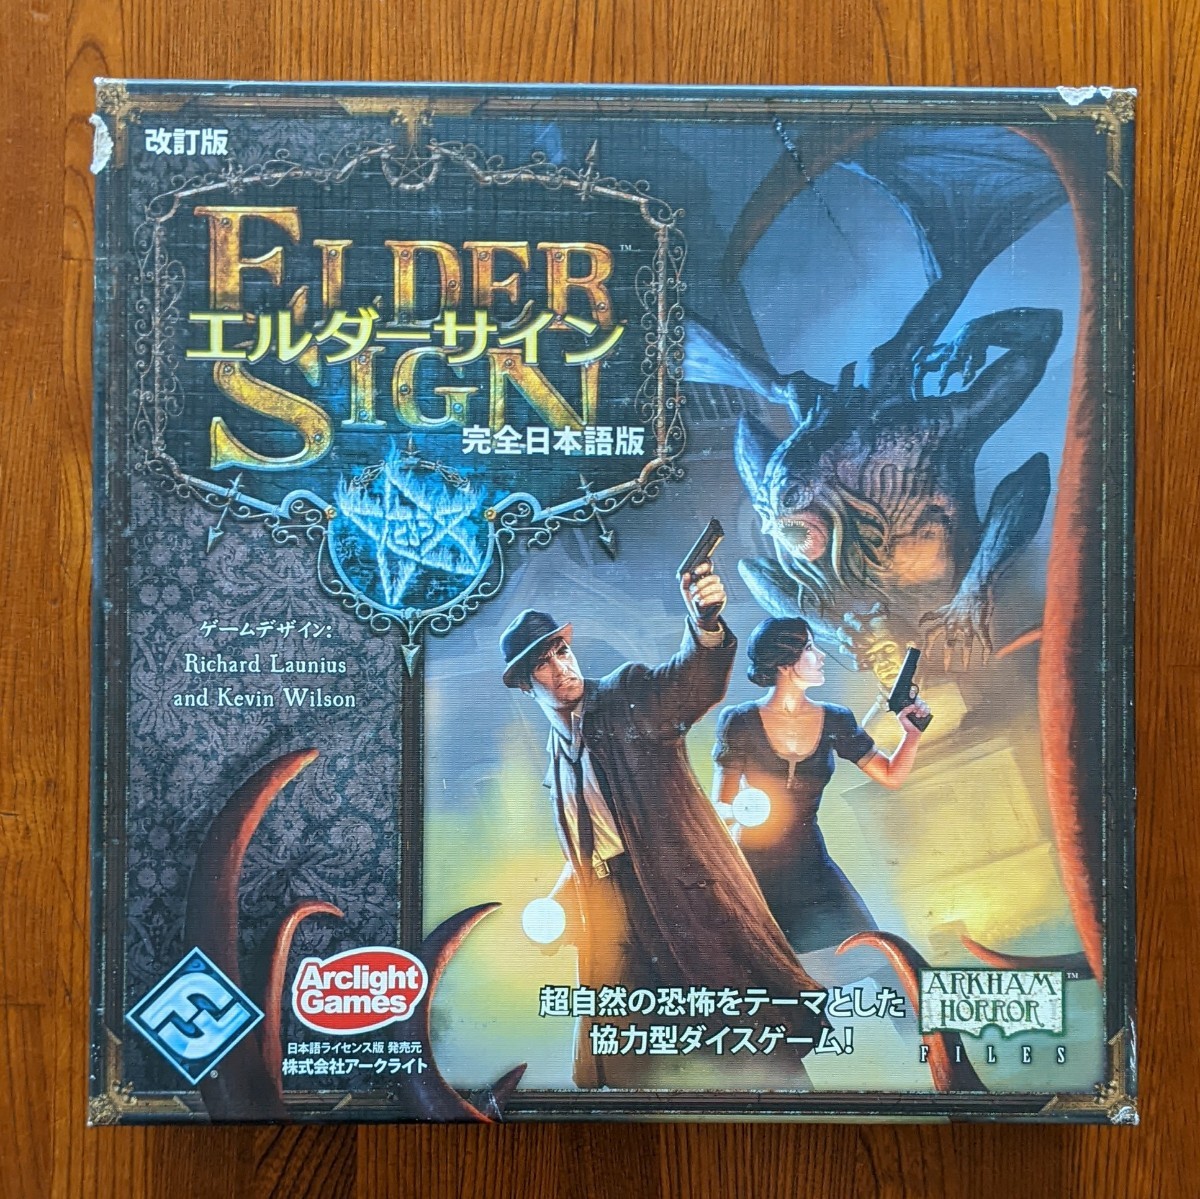 改訂版
ELDER™
エルダーサイン
SIGN
完全日本語版
ゲームデザイン:
Richard Launius
and Kevin Wilson
Arclight
Games
日本語ライセンス版 発売元
株式会社アークライト
超自然の恐怖をテーマとした
協力型ダイスゲーム!
ARKHAM™
HORROR
FILES
®